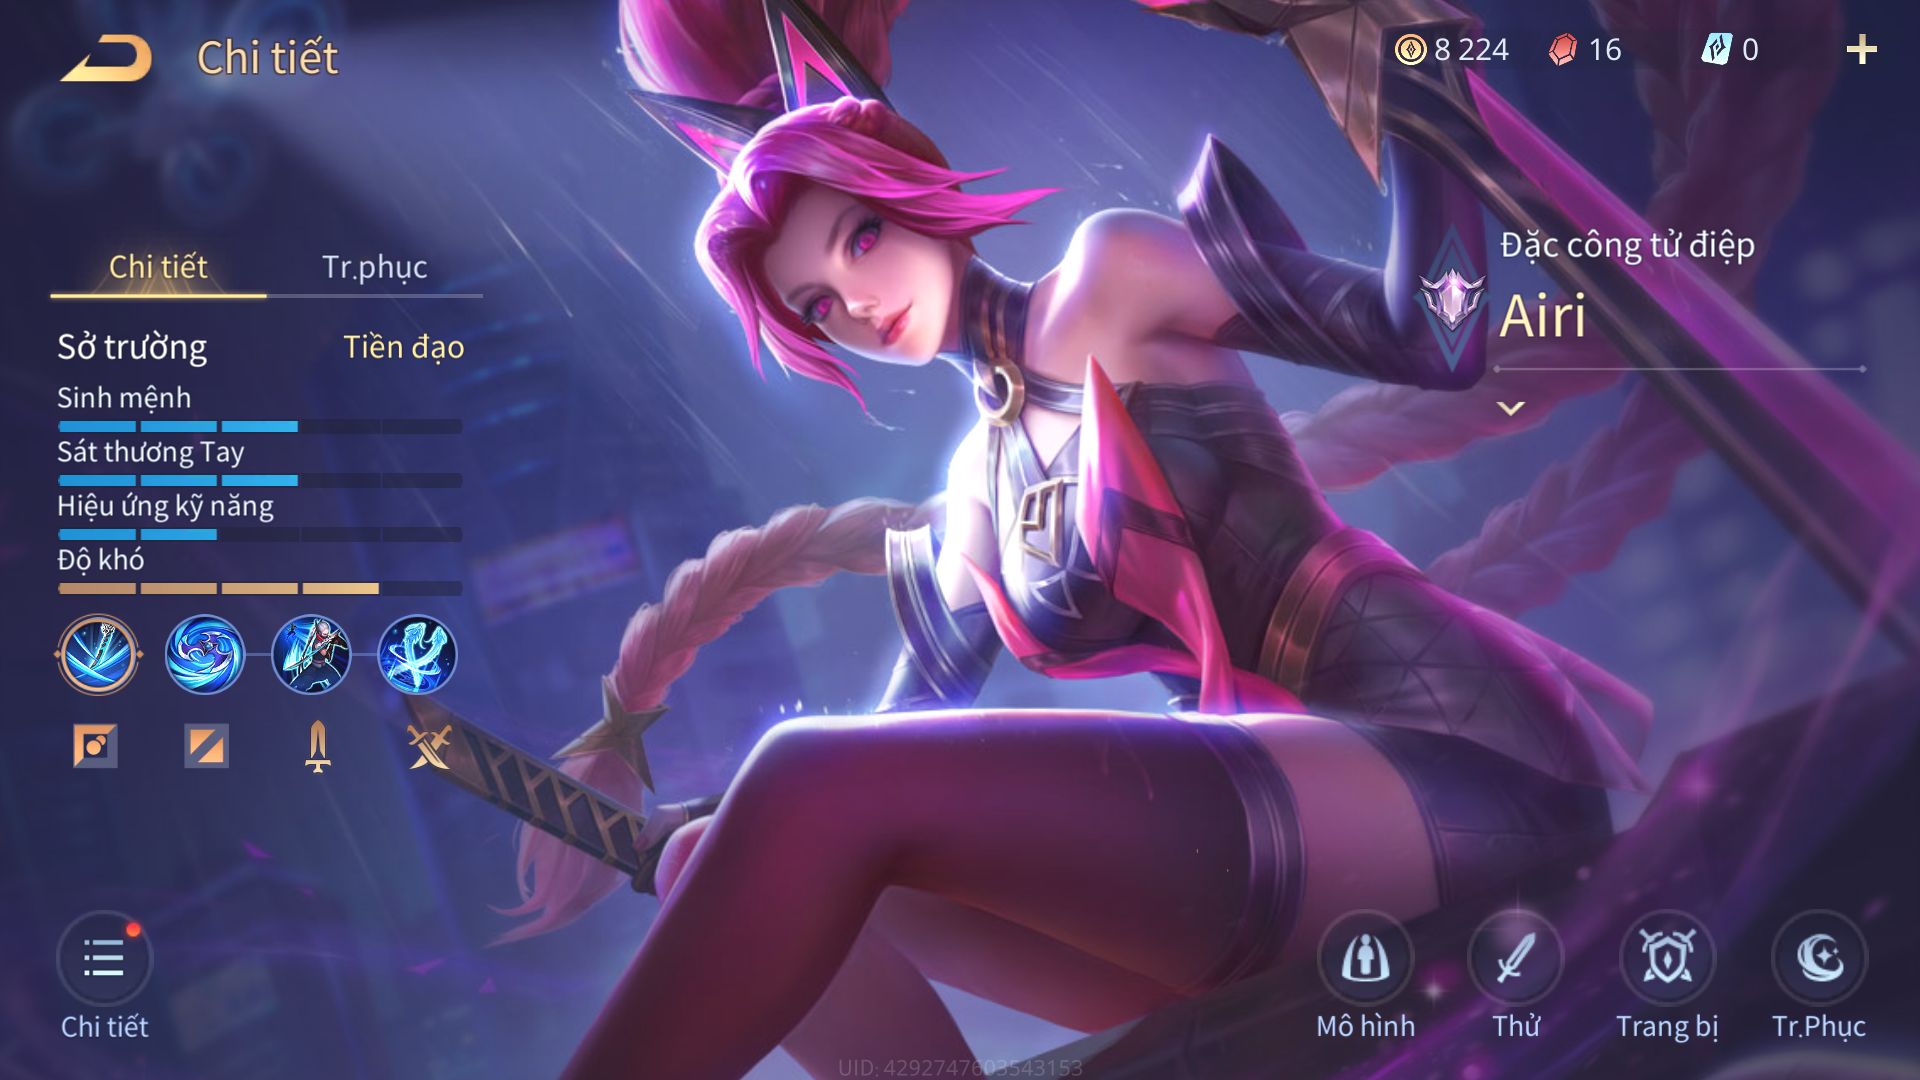 Chi tiết
8 224
16
0
Chi tiết
Tr.phục
Sở trường
Tiền đạo
Sinh mệnh
Sát thương Tay
Hiệu ứng kỹ năng
Độ khó
Đặc công tử điệp
Airi
Chi tiết
Mô hình
Thử
Trang bị
Tr.Phục
UID: 4292747603543153